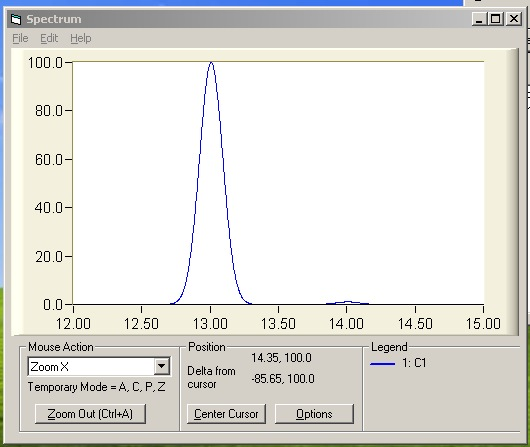 Spectrum
File Edit Help
100.0
80.0
60.0
40.0
20.0
0.0
12.00 12.50 13.00 13.50 14.00 14.50 15.00
Mouse Action
Zoom X
Temporary Mode = A, C, P, Z
Zoom Out (Ctrl+A)
Position
14.35, 100.0
Delta from
cursor
-85.65, 100.0
Center Cursor Options
Legend
1: C1